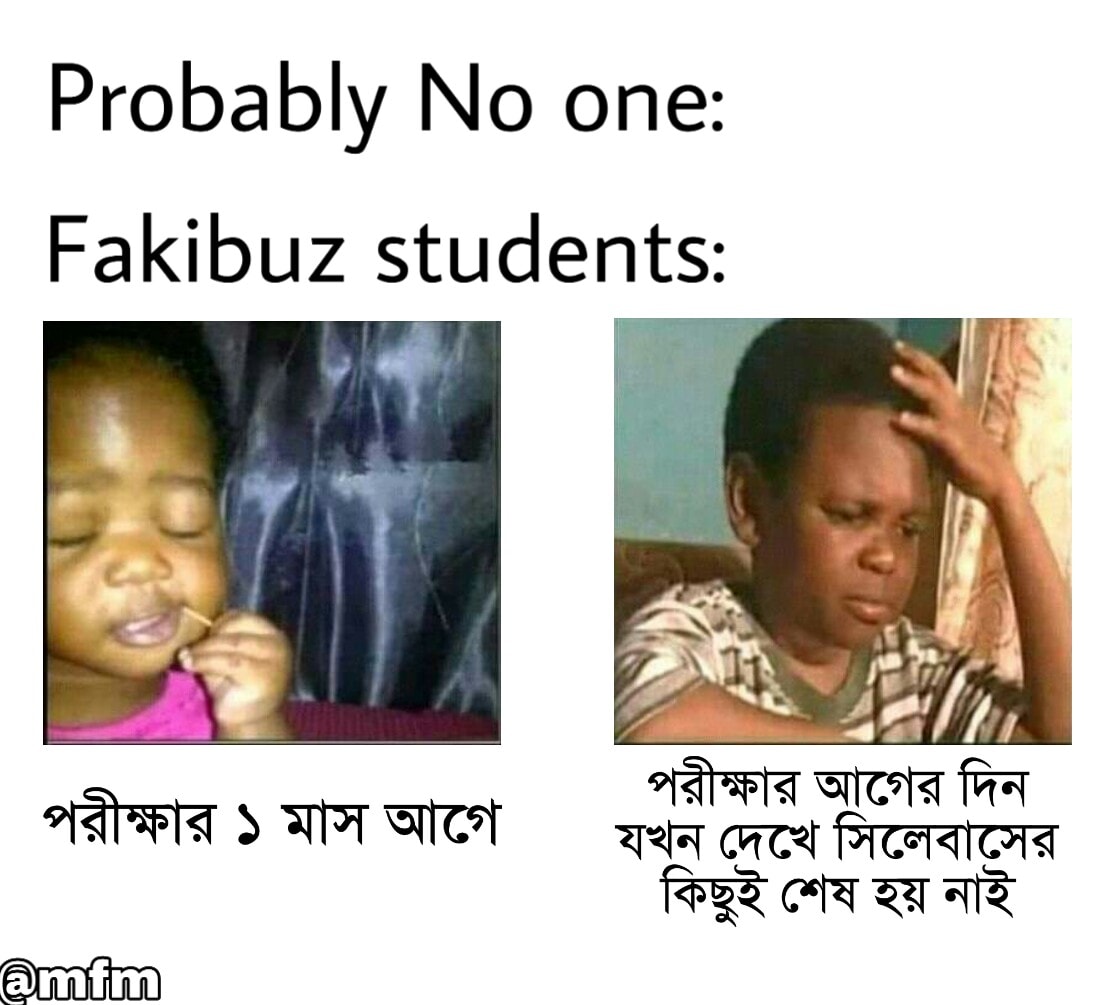 Probably No one:
Fakibuz students:
পরীক্ষার ১ মাস আগে
পরীক্ষার আগের দিন
যখন দেখে সিলেবাসের
কিছুই শেষ হয় নাই
@mfm